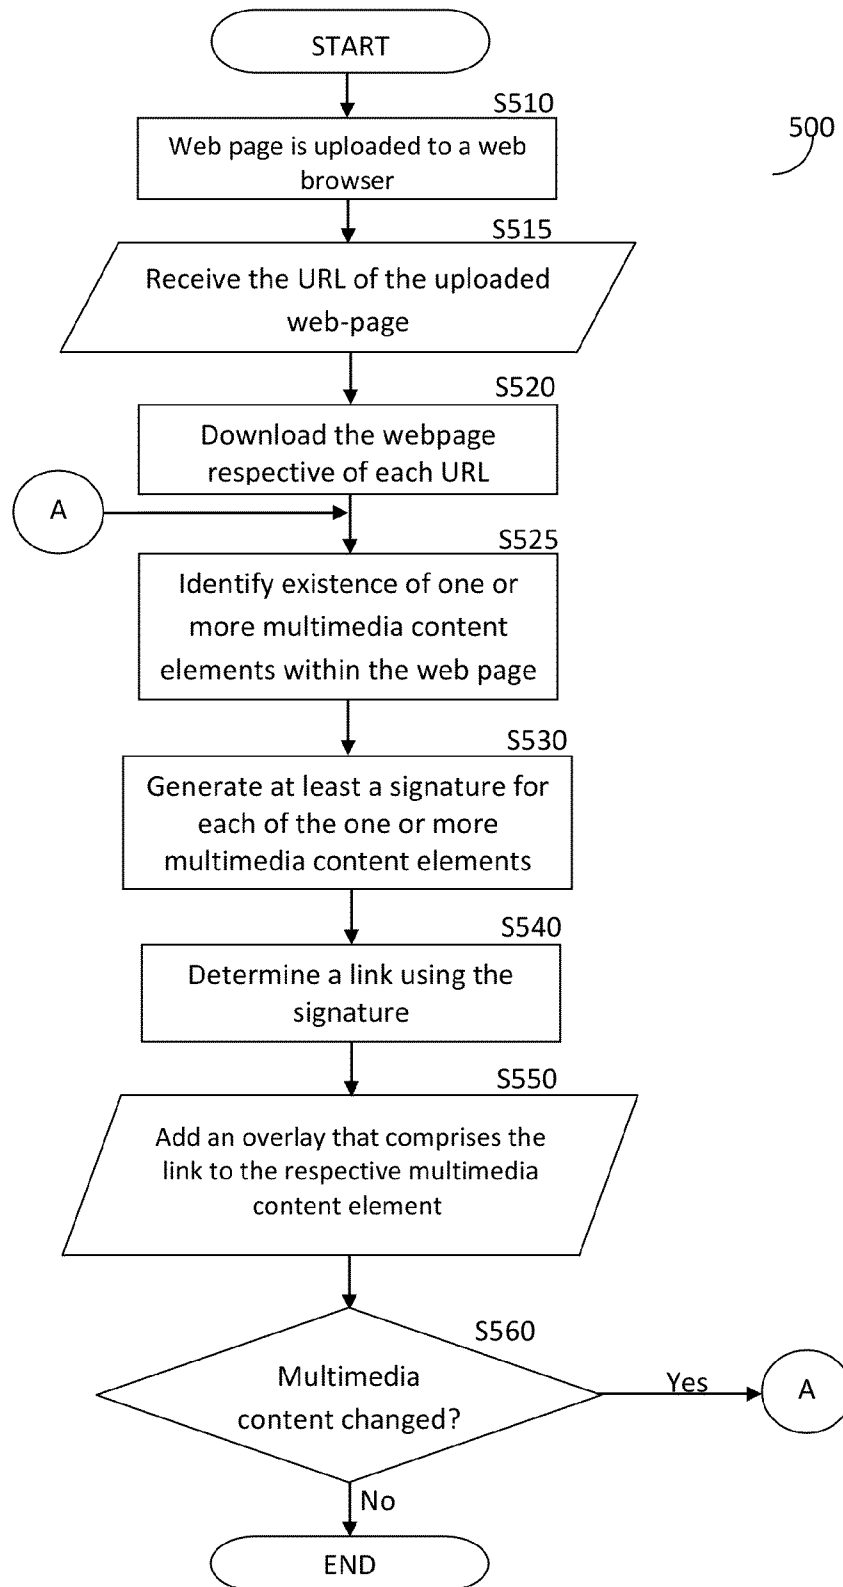 START
S510
500
Web page is uploaded to a web
browser
S515
Receive the URL of the uploaded
web-page
S520
Download the webpage
respective of each URL
A
S525
Identify existence of one or
more multimedia content
elements within the web page
S530
Generate at least a signature for
each of the one or more
multimedia content elements
S540
Determine a link using the
signature
S550
Add an overlay that comprises the
link to the respective multimedia
content element
S560
Multimedia
content changed?
Yes
A
No
END